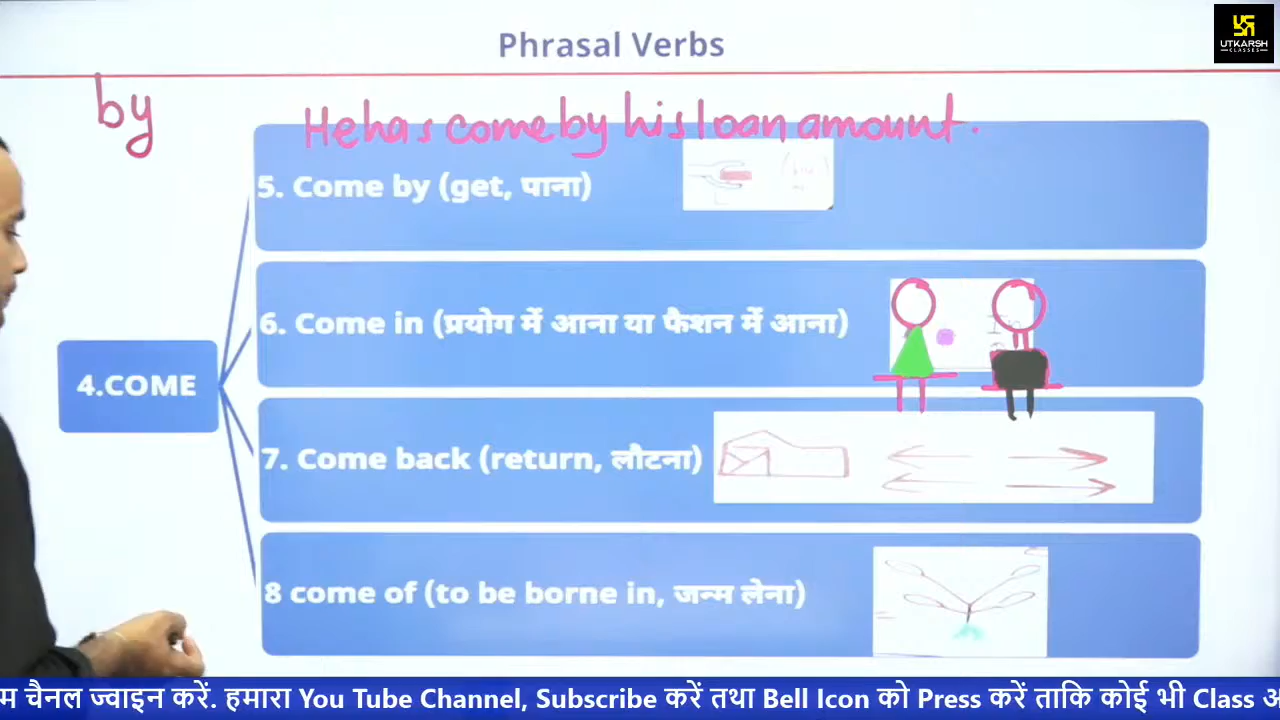 Phrasal Verbs
UTKARSH
CLASSES
by
He has come by his loan amount.
5. Come by (get, पाना)
6. Come in (प्रयोग में आना या फैशन में आना)
4.COME
7. Come back (return, लौटना)
8 come of (to be borne in, जन्म लेना)
म चैनल ज्वाइन करें. हमारा You Tube Channel, Subscribe करें तथा Bell Icon को Press करें ताकि कोई भी Class अ